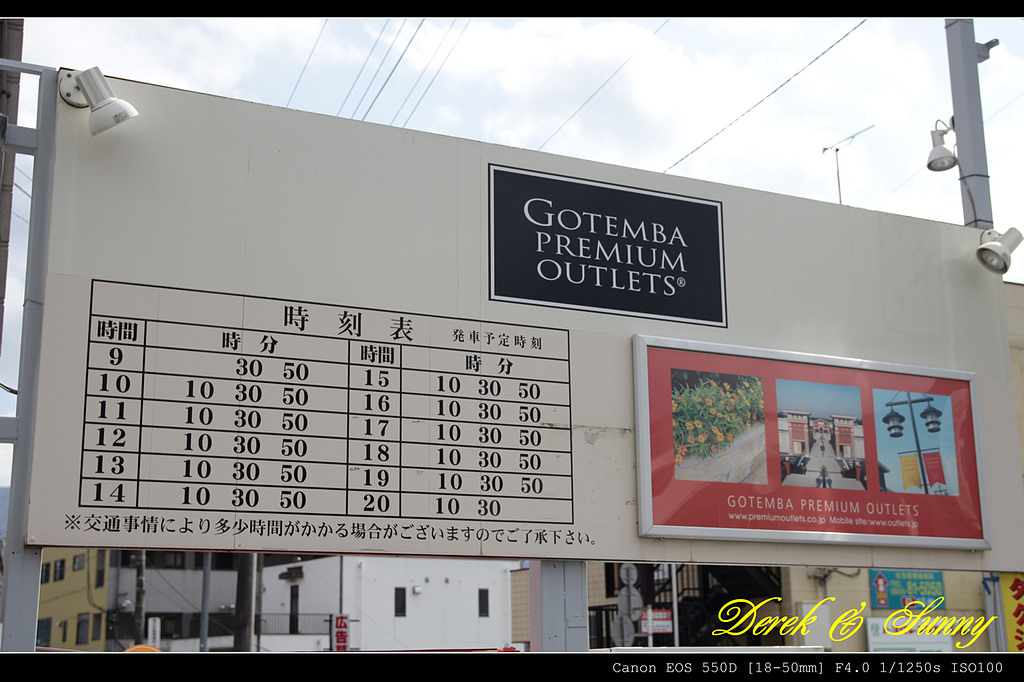 GOTEMBA
PREMIUM
OUTLETS®
時刻表 発車予定時刻
時間 時 分 時間 時 分
9 30 50 15 10 30 50
10 10 30 50 16 10 30 50
11 10 30 50 17 10 30 50
12 10 30 50 18 10 30 50
13 10 30 50 19 10 30 50
14 10 30 50 20 10 30
※交通事情により多少時間がかかる場合がございますのでご了承下さい。
GOTEMBA PREMIUM OUTLETS
www.premiumoutlets.co.jp Mobile site:www.outlets.jp
広告
81-5050
Derek & Sunny
Canon EOS 550D [18-50mm] F4.0 1/1250s ISO100